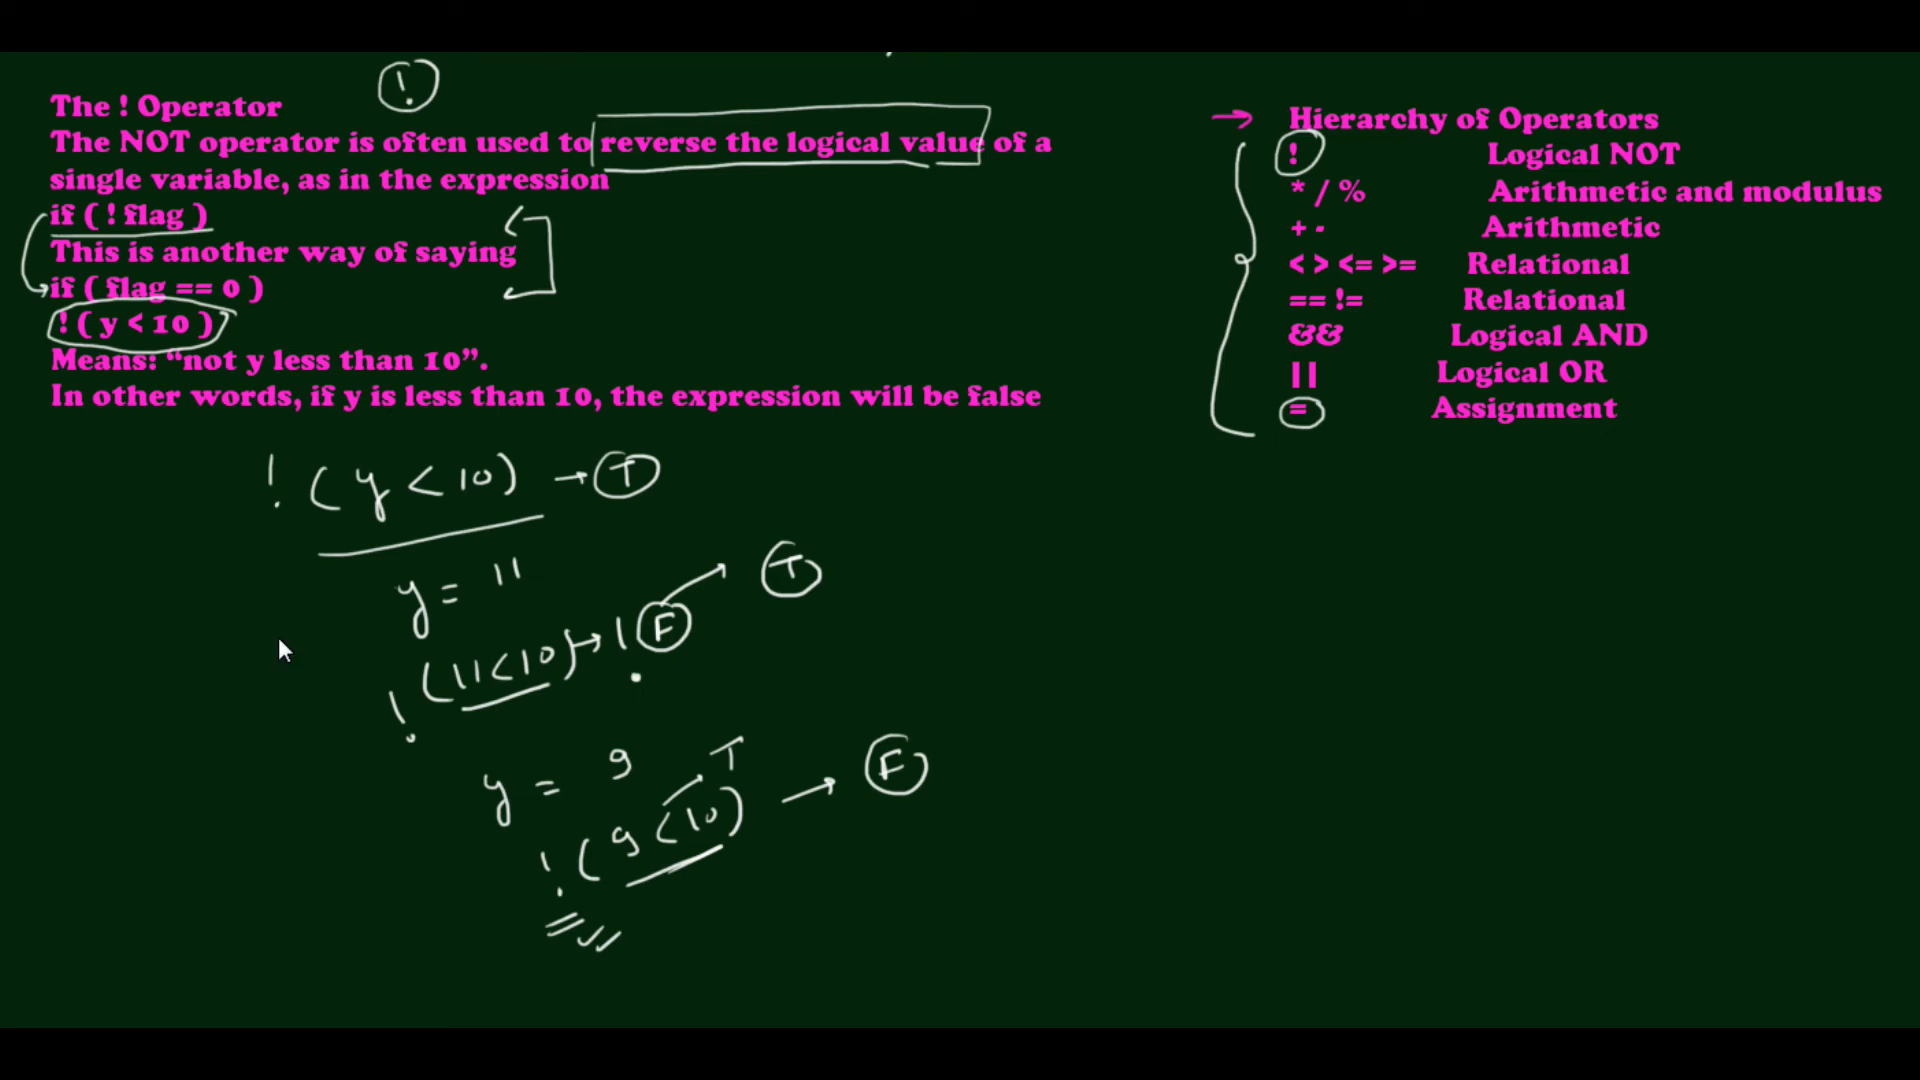 !
The ! Operator
The NOT operator is often used to reverse the logical value of a
single variable, as in the expression
if ( ! flag )
This is another way of saying
if ( flag == 0 )
! ( y < 10 )
Means: “not y less than 10”.
In other words, if y is less than 10, the expression will be false
! (y < 10) → T
y = 11
! (11<10) → ! F → T
y = 9
! (9<10) → T → F
→ Hierarchy of Operators
! Logical NOT
* / % Arithmetic and modulus
+ - Arithmetic
< > <= >= Relational
== != Relational
&& Logical AND
|| Logical OR
= Assignment